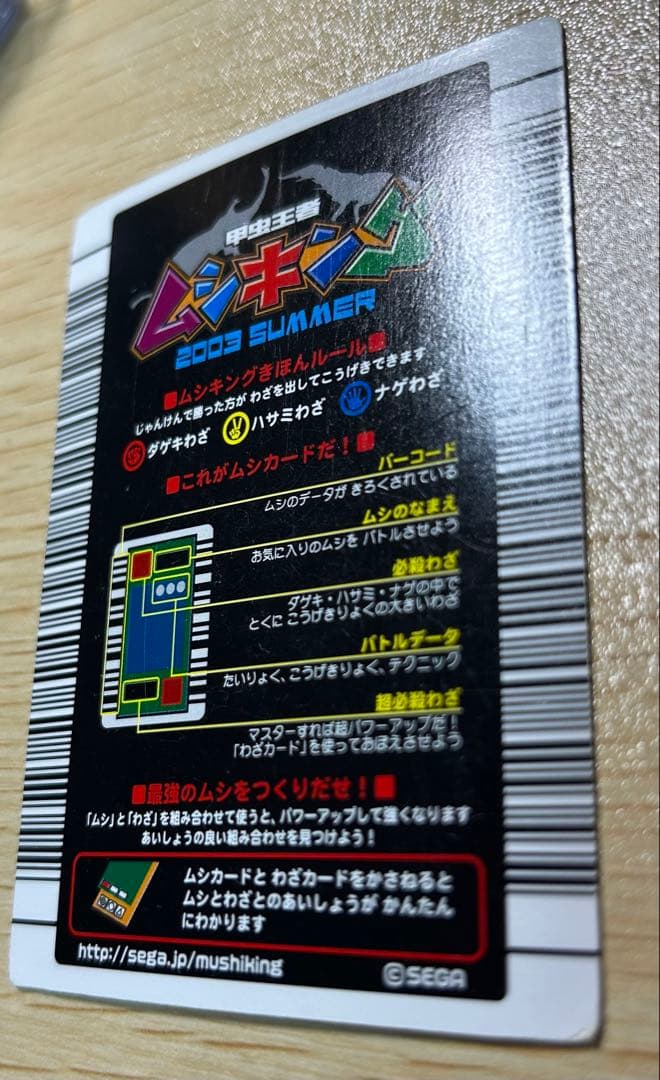 甲虫王者
ムシキング
2003 SUMMER
■ムシキングきほんルール■
じゃんけんで勝った方が わざを出してこうげきできます
ダゲキわざ ハサミわざ ナゲわざ
■これがムシカードだ！■
バーコード
ムシのデータが きろくされている
ムシのなまえ
お気に入りのムシを バトルさせよう
必殺わざ
ダゲキ・ハサミ・ナゲの中で
とくに こうげきりょくの大きいわざ
バトルデータ
たいりょく、こうげきりょく、テクニック
超必殺わざ
マスターすれば超パワーアップだ！
「わざカード」を使っておぼえさせよう
■最強のムシをつくりだせ！■
「ムシ」と「わざ」を組み合わせて使うと、パワーアップして強くなります
あいしょうの良い組み合わせを見つけよう！
ムシカードと わざカードをかさねると
ムシとわざとのあいしょうが かんたん
にわかります
http://sega.jp/mushiking
©SEGA